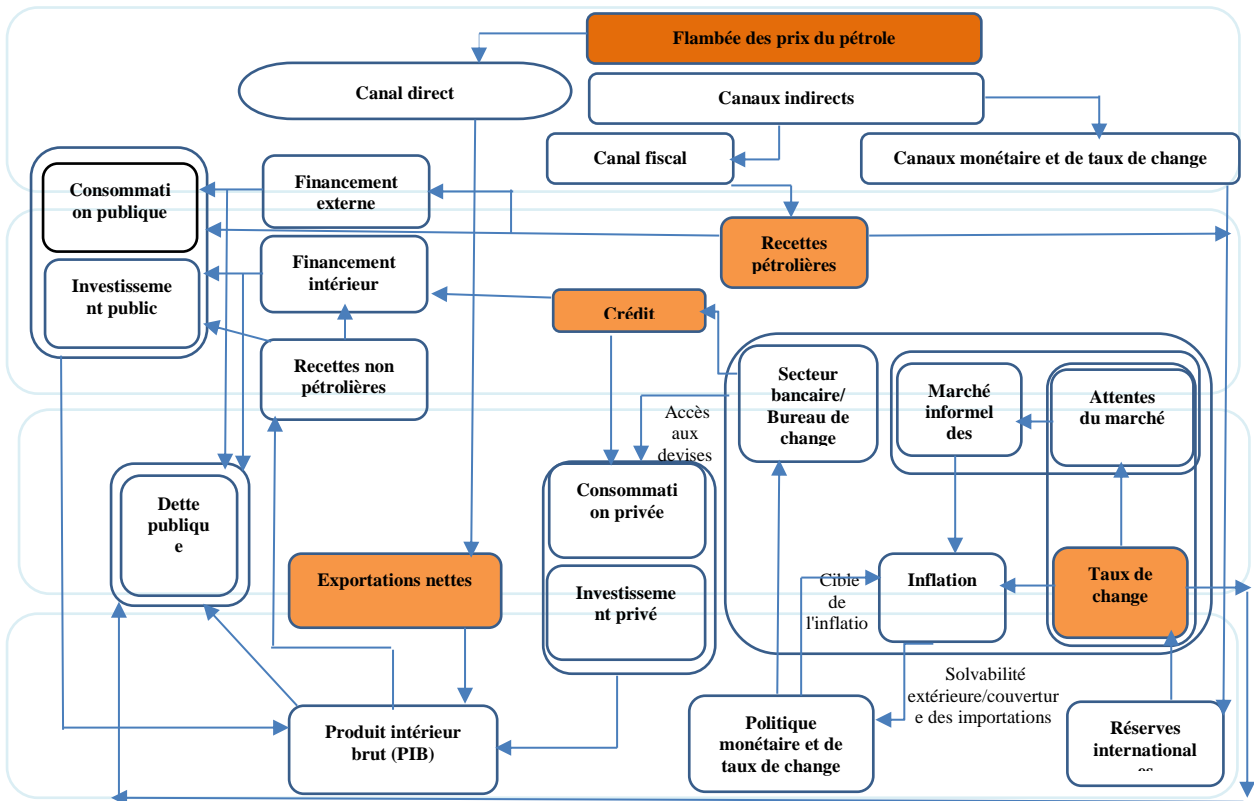 Flambée des prix du pétrole
Canal direct
Canaux indirects
Canal fiscal
Canaux monétaire et de taux de change
Consommati
on publique
Financement
externe
Recettes
pétrolières
Investisseme
nt public
Financement
intérieur
Crédit
Recettes non
pétrolières
Secteur
bancaire/
Bureau de
change
Marché
informel
des
Attentes
du marché
Accès
aux
devises
Consommati
on privée
Dette
publiqu
e
Exportations nettes
Investisseme
nt privé
Cible
de
l'inflatio
Inflation
Taux de
change
Solvabilité
extérieure/couvertur
e des importations
Produit intérieur
brut (PIB)
Politique
monétaire et de
taux de change
Réserves
international